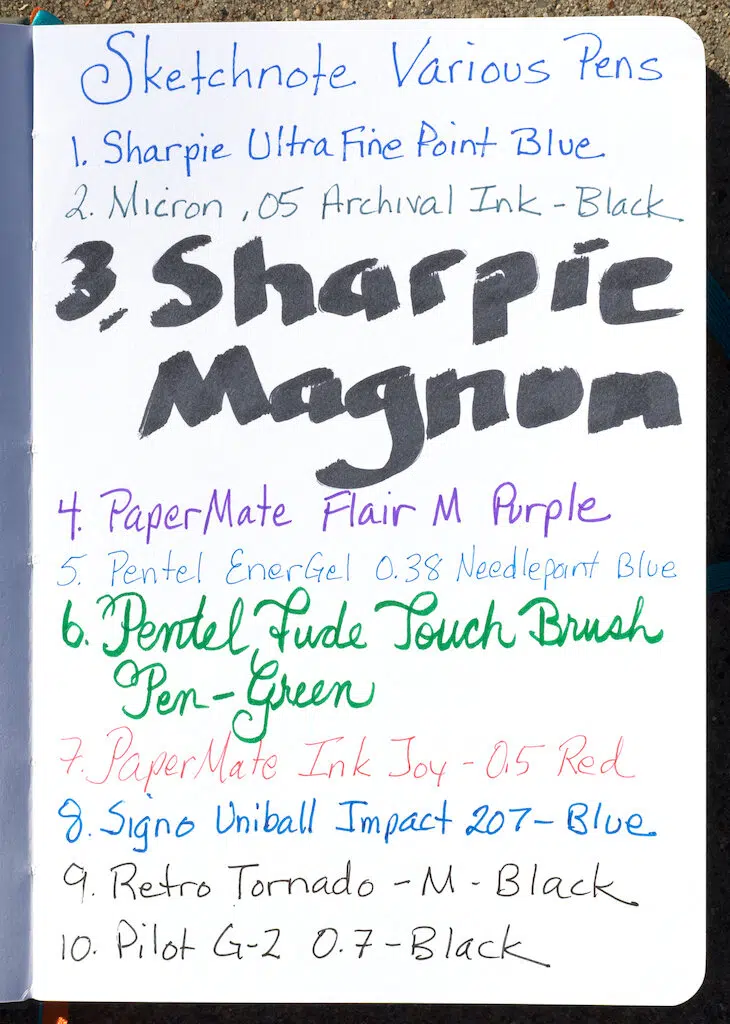 Sketchnote Various Pens
1. Sharpie Ultra Fine Point Blue
2. Micron .05 Archival Ink - Black
3. Sharpie
Magnum
4. PaperMate Flair M Purple
5. Pentel EnerGel 0.38 Needlepoint Blue
6. Pentel Fude Touch Brush
Pen - Green
7. PaperMate Ink Joy - 0.5 Red
8. Signo Uniball Impact 207 - Blue
9. Retro Tornado - M - Black
10. Pilot G-2 0.7 - Black